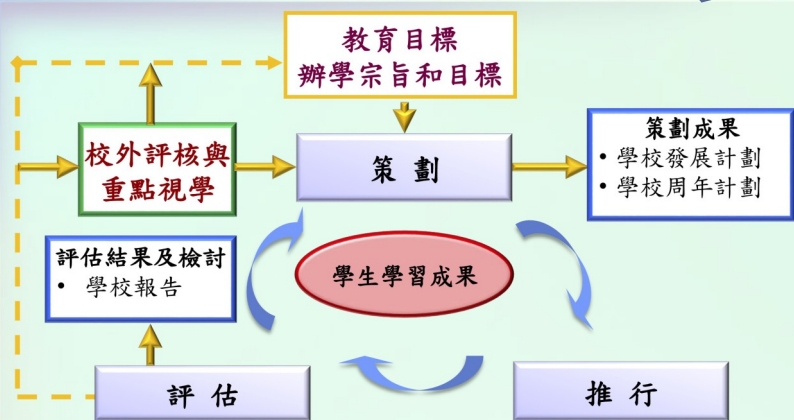 教育目標
辦學宗旨和目標
校外評核與
重點視學
策劃
策劃成果
• 學校發展計劃
• 學校周年計劃
評估結果及檢討
• 學校報告
學生學習成果
評估
推行